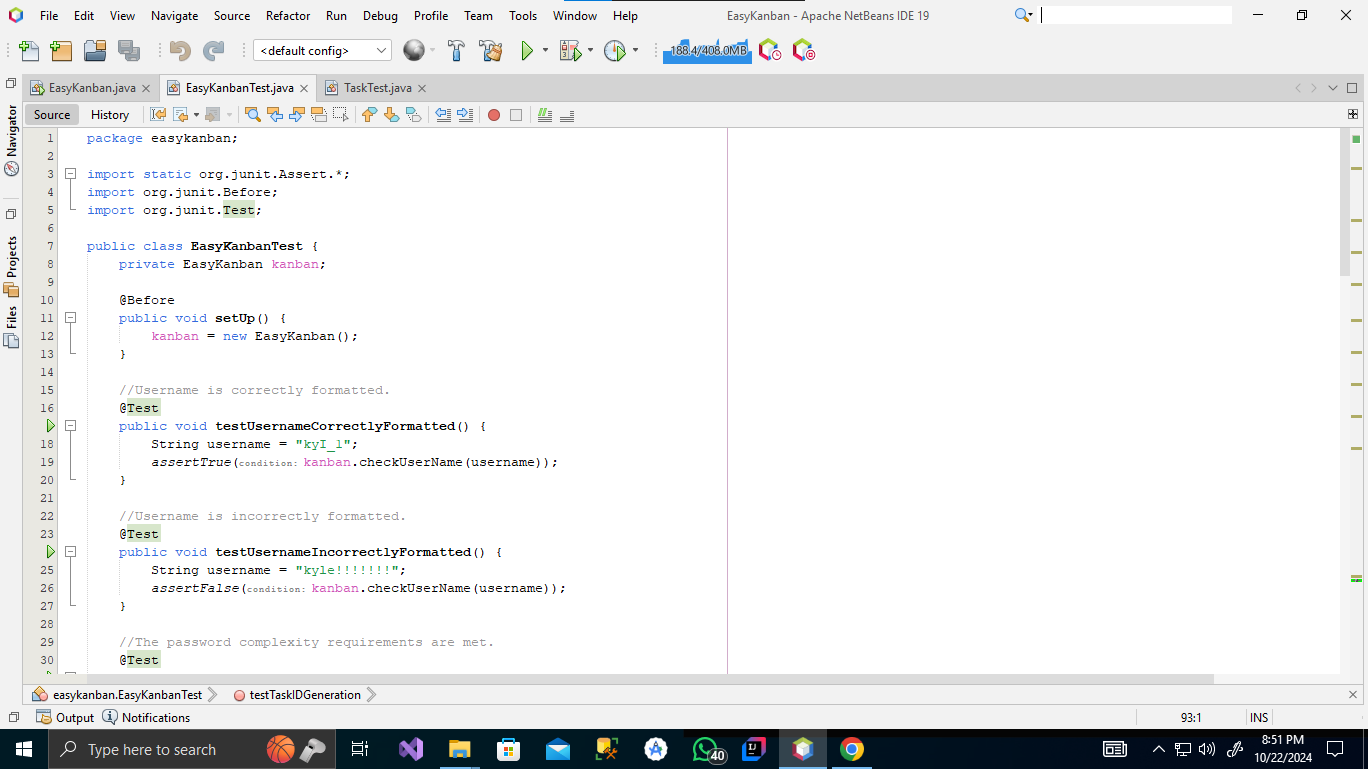 File Edit View Navigate Source Refactor Run Debug Profile Team Tools Window Help EasyKanban - Apache NetBeans IDE 19
<default config> 188.4/408.0MB
EasyKanban.java EasyKanbanTest.java TaskTest.java
Source History
Navigator
Projects
Files
1 package easykanban;
2
3 import static org.junit.Assert.*;
4 import org.junit.Before;
5 import org.junit.Test;
6
7 public class EasyKanbanTest {
8 private EasyKanban kanban;
9
10 @Before
11 public void setUp() {
12 kanban = new EasyKanban();
13 }
14
15 //Username is correctly formatted.
16 @Test
public void testUsernameCorrectlyFormatted() {
18 String username = "kyI_1";
19 assertTrue(condition: kanban.checkUserName(username));
20 }
21
22 //Username is incorrectly formatted.
23 @Test
public void testUsernameIncorrectlyFormatted() {
25 String username = "kyle!!!!!!!";
26 assertFalse(condition: kanban.checkUserName(username));
27 }
28
29 //The password complexity requirements are met.
30 @Test
easykanban.EasyKanbanTest testTaskIDGeneration
Output Notifications 93:1 INS
Type here to search 40 8:51 PM
10/22/2024